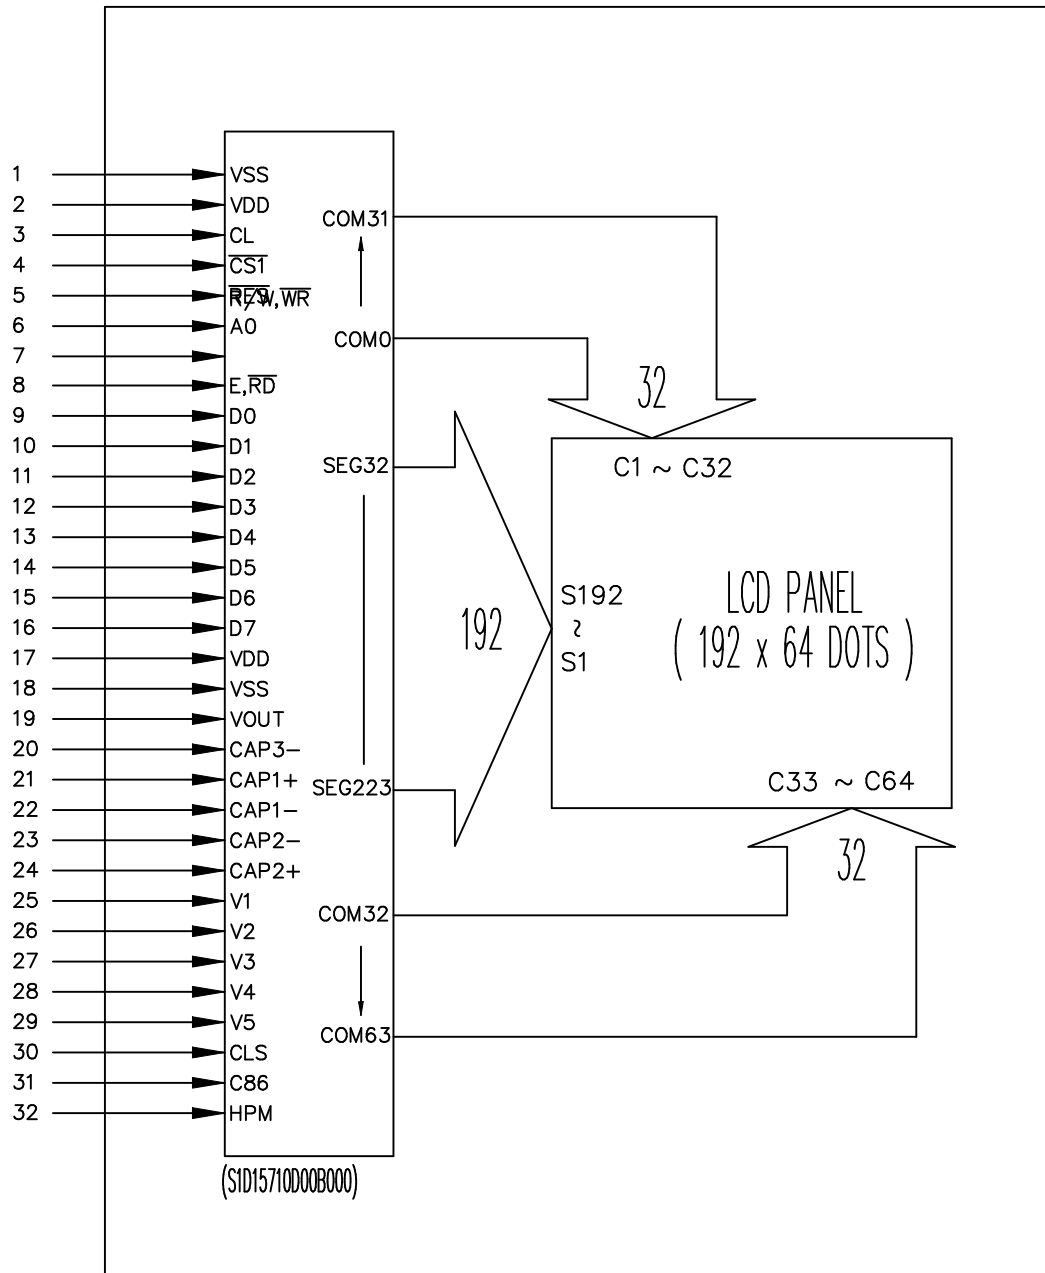 1 VSS
2 VDD
3 CL
4 CS1
5 RES
R/W,WR
6 A0
7
8 E,RD
9 D0
10 D1
11 D2
12 D3
13 D4
14 D5
15 D6
16 D7
17 VDD
18 VSS
19 VOUT
20 CAP3-
21 CAP1+
22 CAP1-
23 CAP2-
24 CAP2+
25 V1
26 V2
27 V3
28 V4
29 V5
30 CLS
31 C86
32 HPM
COM31
COM0
SEG32
SEG223
COM32
COM63
(S1D15710D00B000)
32
192
32
C1 ~ C32
S192
~
S1
LCD PANEL
( 192 x 64 DOTS )
C33 ~ C64